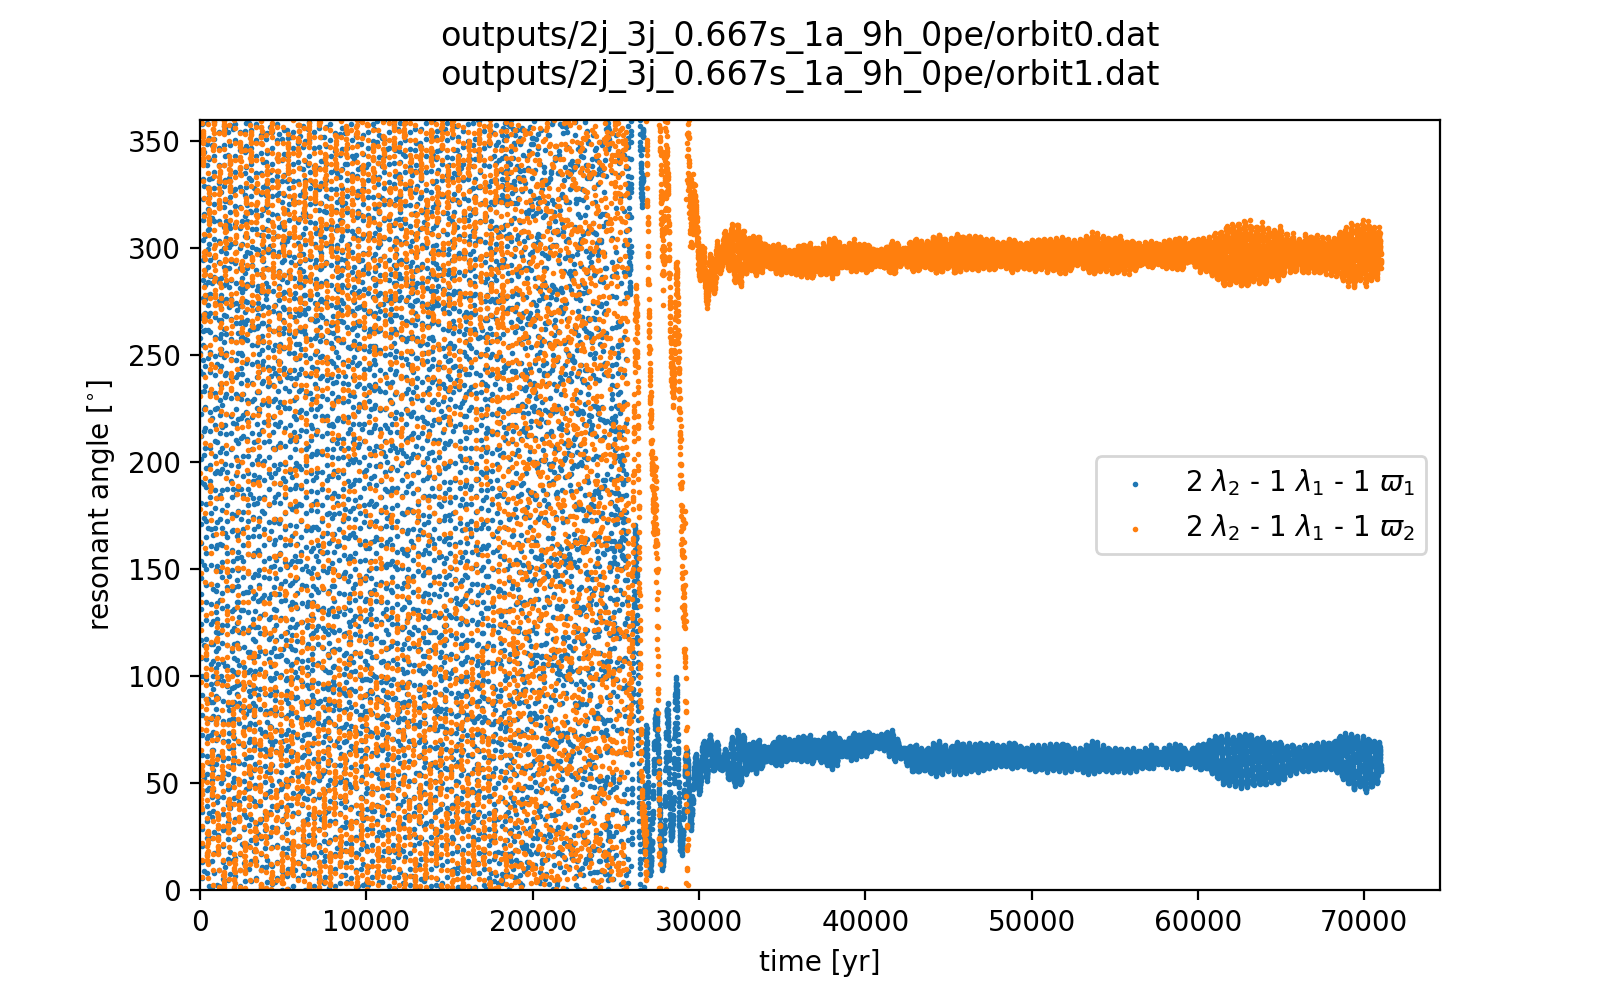 outputs/2j_3j_0.667s_1a_9h_0pe/orbit0.dat
outputs/2j_3j_0.667s_1a_9h_0pe/orbit1.dat
350
300
250
200
150
100
50
0
resonant angle [°]
2 λ₂ - 1 λ₁ - 1 ϖ₁
2 λ₂ - 1 λ₁ - 1 ϖ₂
0 10000 20000 30000 40000 50000 60000 70000
time [yr]